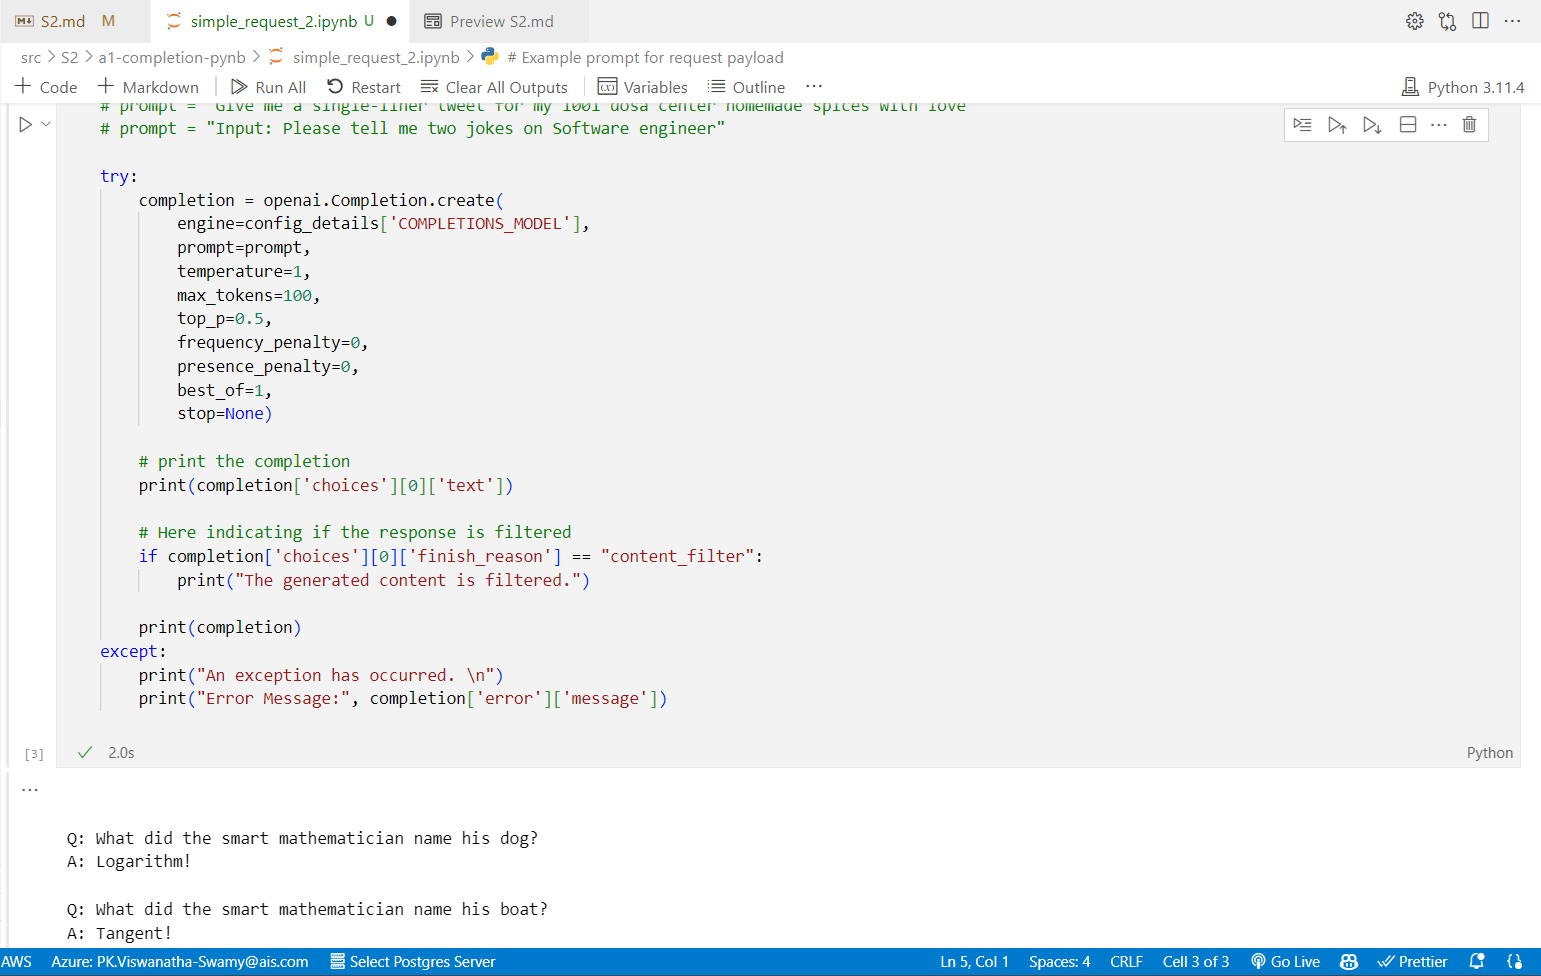 S2.md M simple_request_2.ipynb U Preview S2.md
src > S2 > a1-completion-pynb > simple_request_2.ipynb > # Example prompt for request payload
+ Code + Markdown Run All Restart Clear All Outputs Variables Outline ... Python 3.11.4
# prompt = "Give me a single-liner tweet for my 1001 dosa center homemade spices with love
# prompt = "Input: Please tell me two jokes on Software engineer"
try:
    completion = openai.Completion.create(
        engine=config_details['COMPLETIONS_MODEL'],
        prompt=prompt,
        temperature=1,
        max_tokens=100,
        top_p=0.5,
        frequency_penalty=0,
        presence_penalty=0,
        best_of=1,
        stop=None)
    # print the completion
    print(completion['choices'][0]['text'])
    # Here indicating if the response is filtered
    if completion['choices'][0]['finish_reason'] == "content_filter":
        print("The generated content is filtered.")
    print(completion)
except:
    print("An exception has occurred. \n")
    print("Error Message:", completion['error']['message'])
[3] 2.0s Python
...
Q: What did the smart mathematician name his dog?
A: Logarithm!
Q: What did the smart mathematician name his boat?
A: Tangent!
AWS Azure: PK.Viswanatha-Swamy@ais.com Select Postgres Server Ln 5, Col 1 Spaces: 4 CRLF Cell 3 of 3 Go Live Prettier